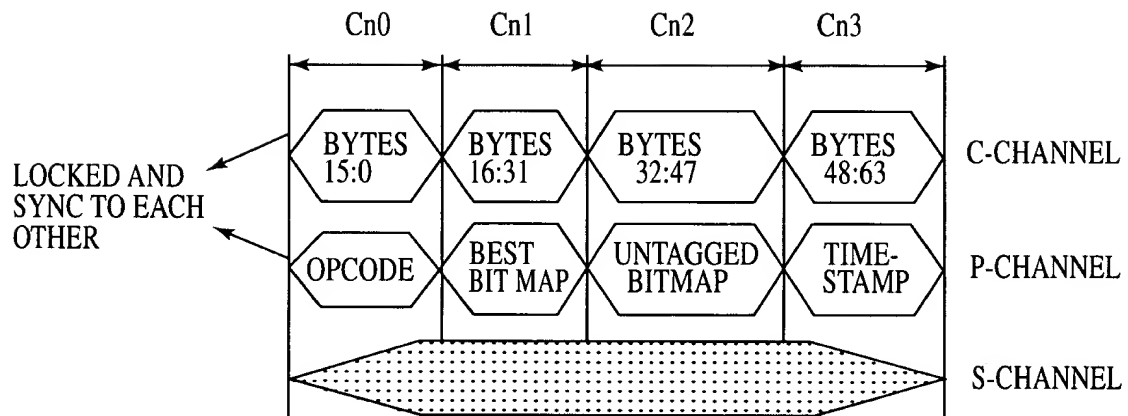 Cn0 Cn1 Cn2 Cn3
BYTES 15:0
BYTES 16:31
BYTES 32:47
BYTES 48:63
C-CHANNEL
LOCKED AND
SYNC TO EACH
OTHER
OPCODE
BEST
BIT MAP
UNTAGGED
BITMAP
TIME-
STAMP
P-CHANNEL
S-CHANNEL